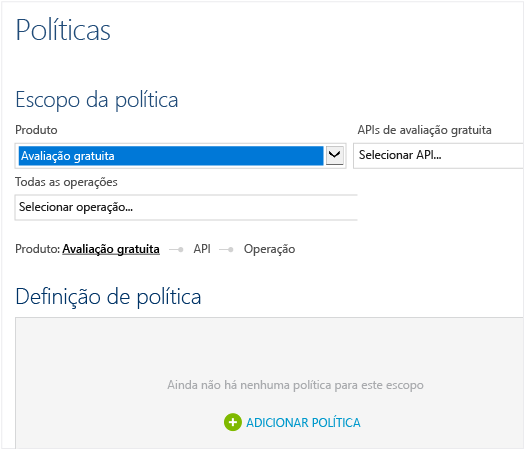 Políticas
Escopo da política
Produto APIs de avaliação gratuita
Avaliação gratuita Selecionar API...
Todas as operações
Selecionar operação...
Produto: Avaliação gratuita API Operação
Definição de política
Ainda não há nenhuma política para este escopo
ADICIONAR POLÍTICA